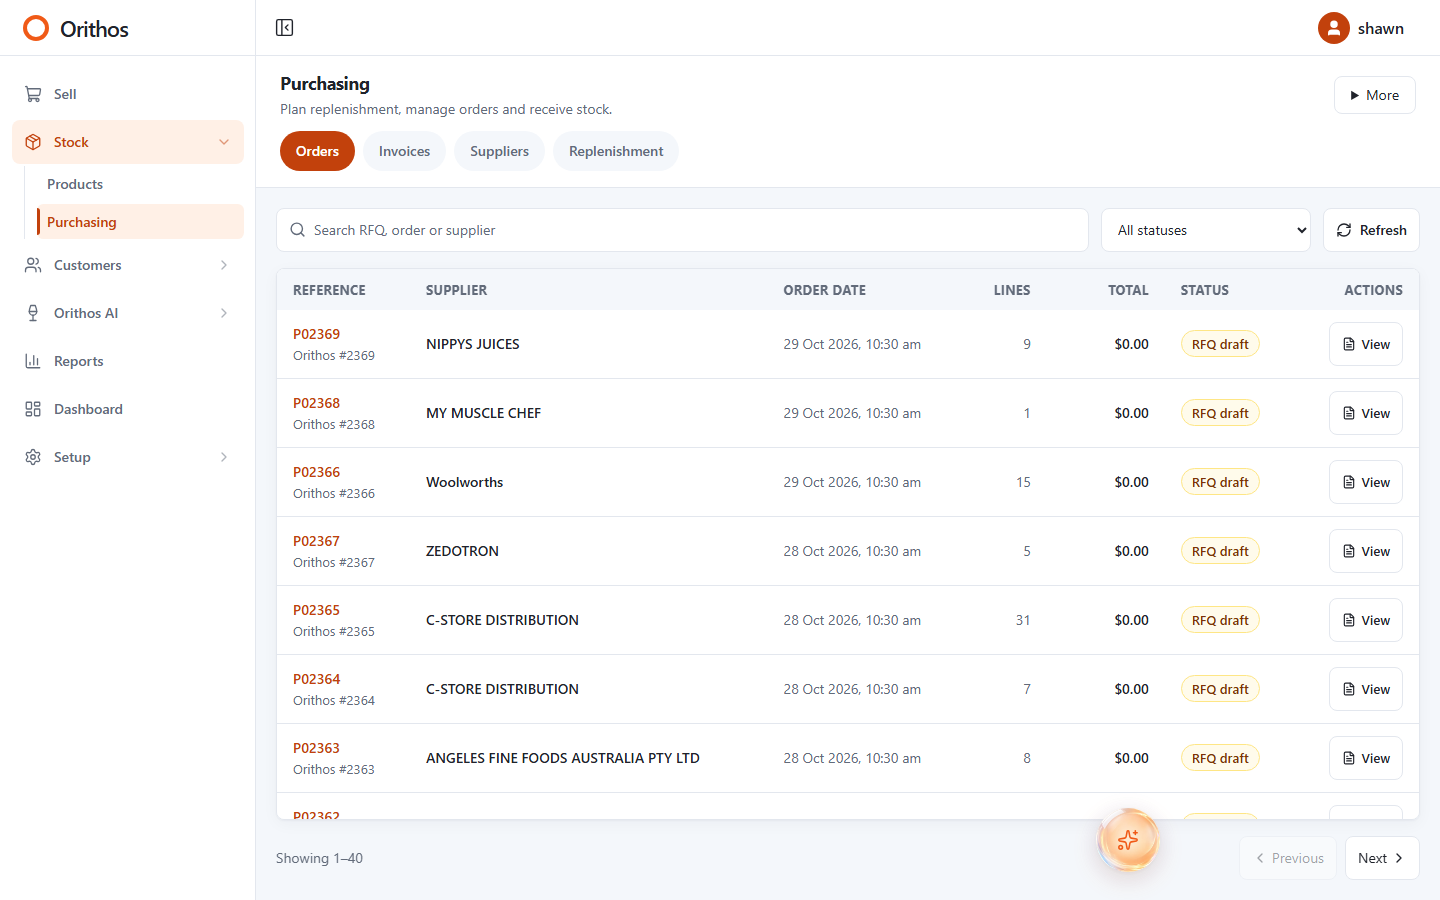 Orithos
shawn
Sell
Stock
Products
Purchasing
Customers
Orithos AI
Reports
Dashboard
Setup
Purchasing
Plan replenishment, manage orders and receive stock.
More
Orders Invoices Suppliers Replenishment
Search RFQ, order or supplier
All statuses
Refresh
REFERENCE SUPPLIER ORDER DATE LINES TOTAL STATUS ACTIONS
P02369
Orithos #2369
NIPPYS JUICES 29 Oct 2026, 10:30 am 9 $0.00 RFQ draft View
P02368
Orithos #2368
MY MUSCLE CHEF 29 Oct 2026, 10:30 am 1 $0.00 RFQ draft View
P02366
Orithos #2366
Woolworths 29 Oct 2026, 10:30 am 15 $0.00 RFQ draft View
P02367
Orithos #2367
ZEDOTRON 28 Oct 2026, 10:30 am 5 $0.00 RFQ draft View
P02365
Orithos #2365
C-STORE DISTRIBUTION 28 Oct 2026, 10:30 am 31 $0.00 RFQ draft View
P02364
Orithos #2364
C-STORE DISTRIBUTION 28 Oct 2026, 10:30 am 7 $0.00 RFQ draft View
P02363
Orithos #2363
ANGELES FINE FOODS AUSTRALIA PTY LTD 28 Oct 2026, 10:30 am 8 $0.00 RFQ draft View
P02362
Showing 1–40
Previous
Next